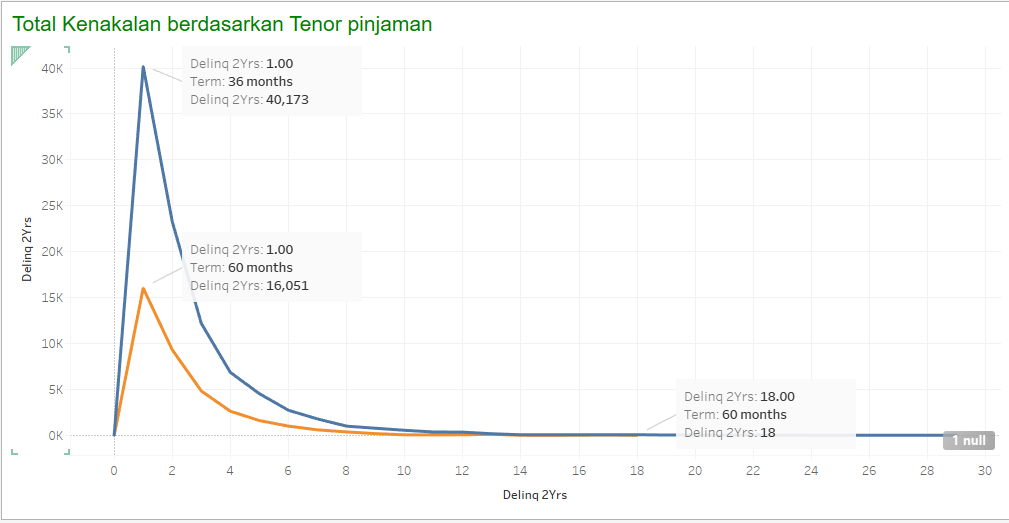 Total Kenakalan berdasarkan Tenor pinjaman
40K
35K
30K
25K
20K
15K
10K
5K
0K
Delinq 2Yrs
Delinq 2Yrs: 1.00
Term: 36 months
Delinq 2Yrs: 40,173
Delinq 2Yrs: 1.00
Term: 60 months
Delinq 2Yrs: 16,051
Delinq 2Yrs: 18.00
Term: 60 months
Delinq 2Yrs: 18
1 null
0 2 4 6 8 10 12 14 16 18 20 22 24 26 28 30
Delinq 2Yrs